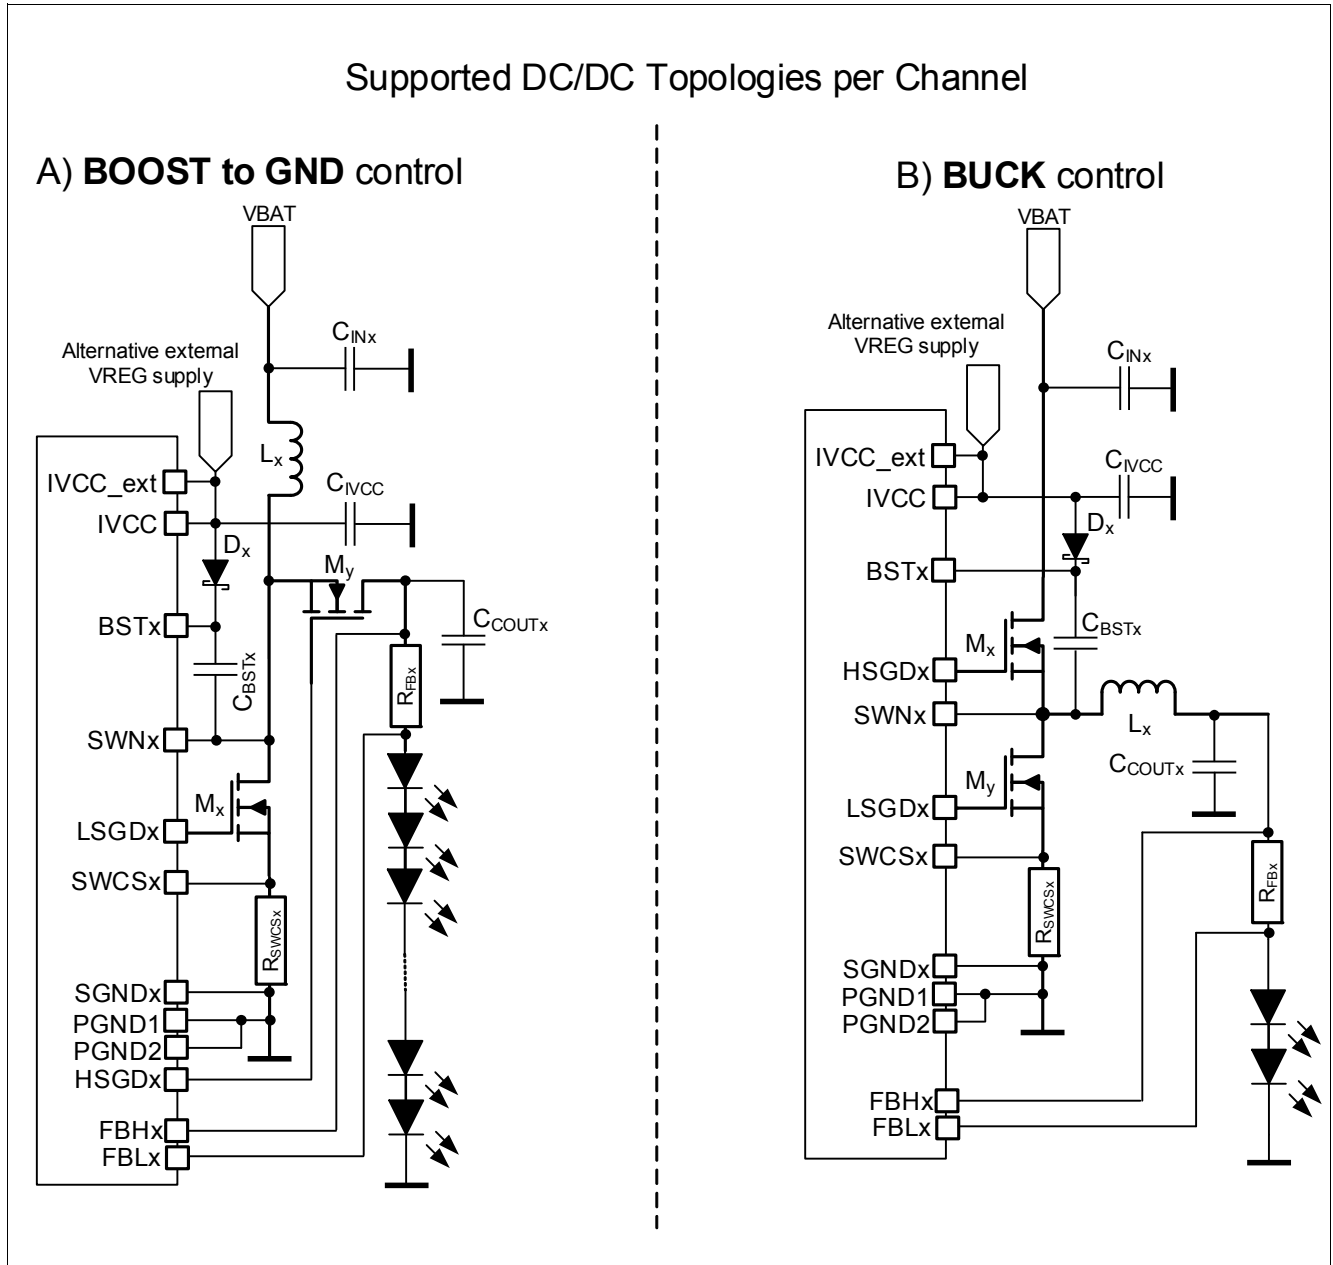 Supported DC/DC Topologies per Channel
A) BOOST to GND control
VBAT
CINx
Alternative external
VREG supply
Lx
IVCC_ext
CIVCC
IVCC
Dx
My
BSTx
CCOUTx
CBSTx
RFBx
SWNx
Mx
LSGDx
SWCSx
RSWCSx
SGNDx
PGND1
PGND2
HSGDx
FBHx
FBLx
B) BUCK control
VBAT
Alternative external
VREG supply
CINx
IVCC_ext
CIVCC
IVCC
Dx
BSTx
CBSTx
Mx
HSGDx
SWNx
Lx
CCOUTx
My
LSGDx
SWCSx
RFBx
RSWCSx
SGNDx
PGND1
PGND2
FBHx
FBLx